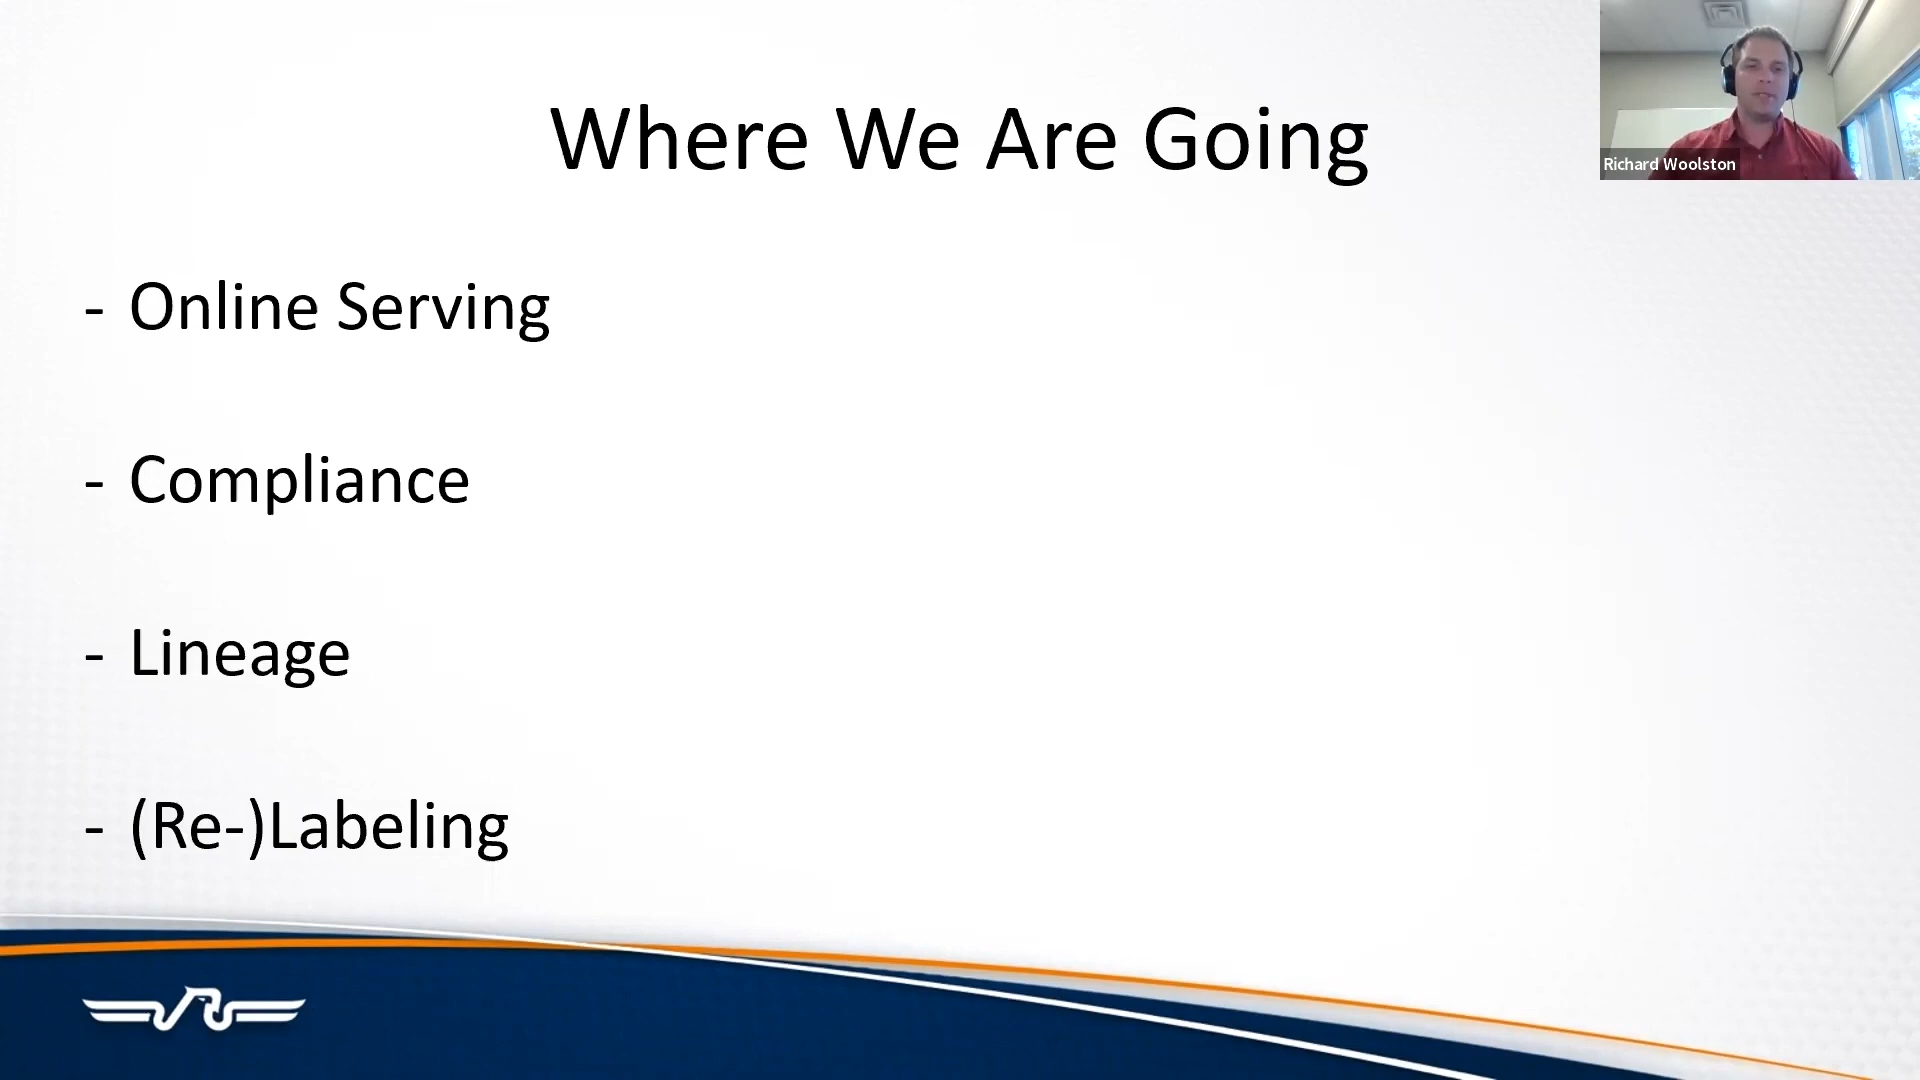 Where We Are Going
Richard Woolston
- Online Serving
- Compliance
- Lineage
- (Re-)Labeling